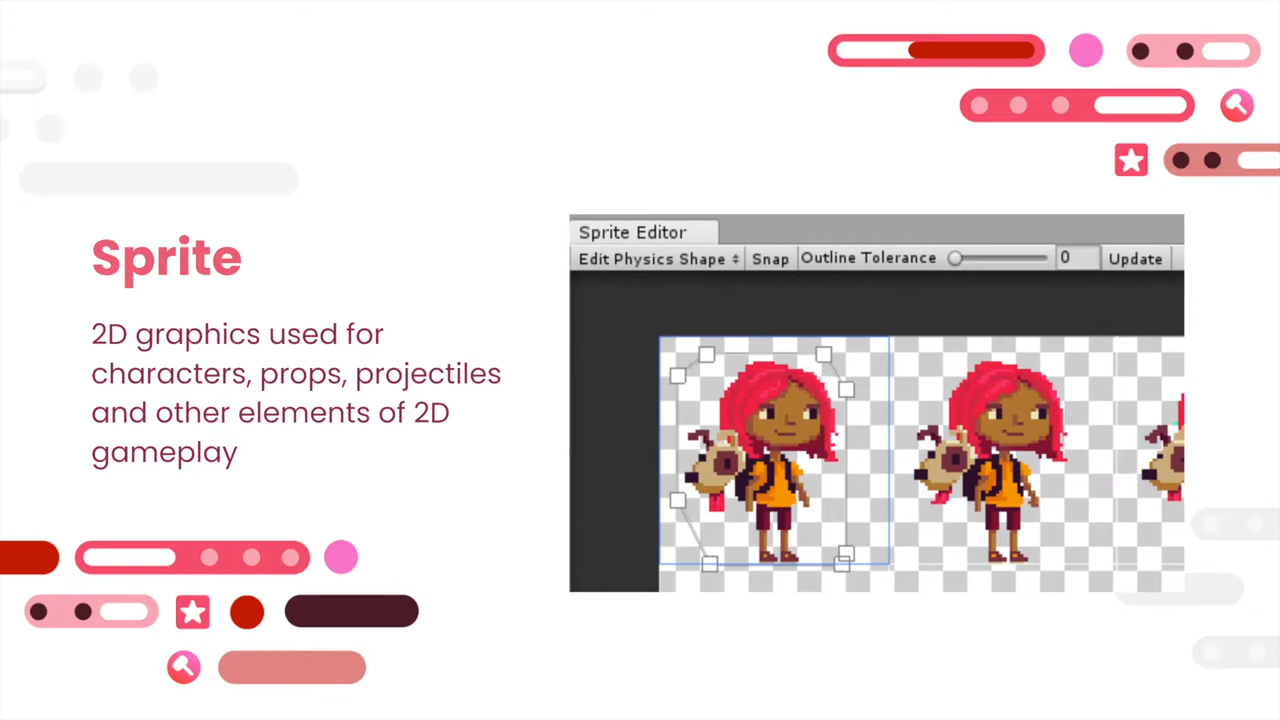 Sprite
2D graphics used for
characters, props, projectiles
and other elements of 2D
gameplay
Sprite Editor
Edit Physics Shape Snap Outline Tolerance 0 Update